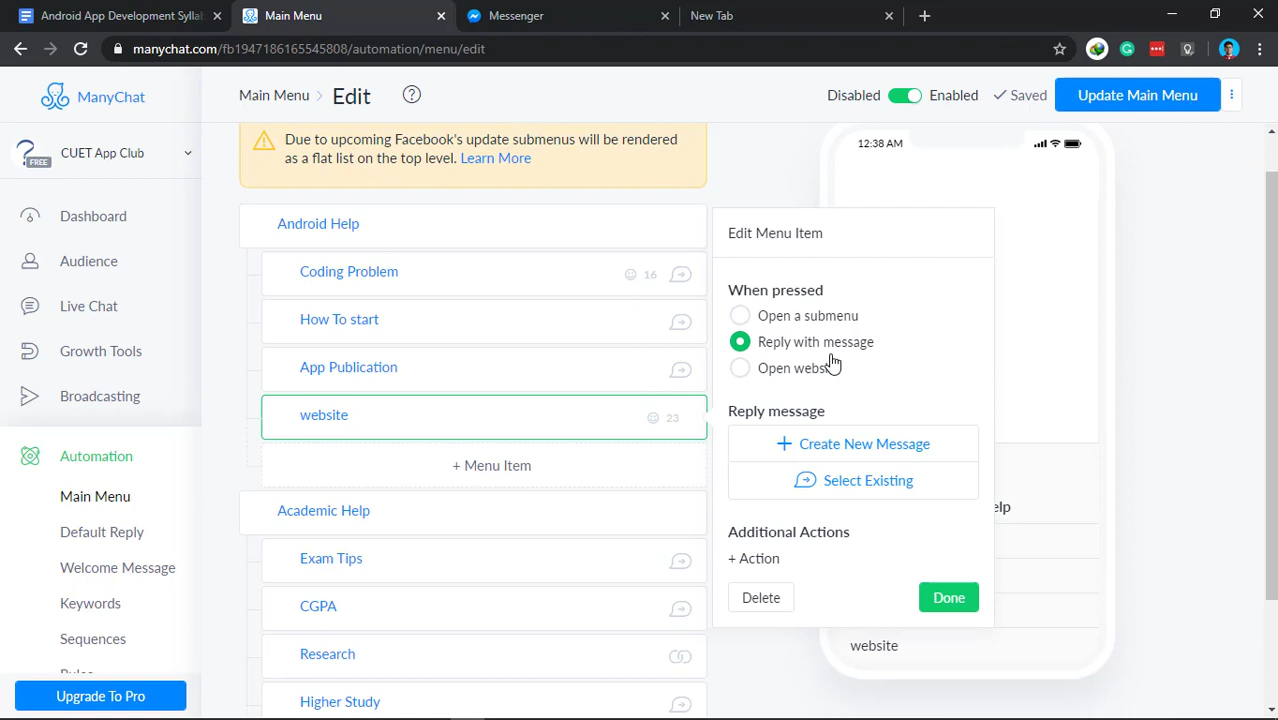 Android App Development Syllab
Main Menu
Messenger
New Tab
manychat.com/fb1947186165545808/automation/menu/edit
ManyChat
Main Menu
Edit
Disabled
Enabled
Saved
Update Main Menu
FREE
CUET App Club
Due to upcoming Facebook's update submenus will be rendered
as a flat list on the top level. Learn More
12:38 AM
Dashboard
Audience
Live Chat
Growth Tools
Broadcasting
Automation
Main Menu
Default Reply
Welcome Message
Keywords
Sequences
Rules
Upgrade To Pro
Android Help
Coding Problem
16
How To start
App Publication
website
23
+ Menu Item
Academic Help
Exam Tips
CGPA
Research
Higher Study
Edit Menu Item
When pressed
Open a submenu
Reply with message
Open webs
Reply message
+ Create New Message
Select Existing
Additional Actions
+ Action
Delete
Done
elp
website